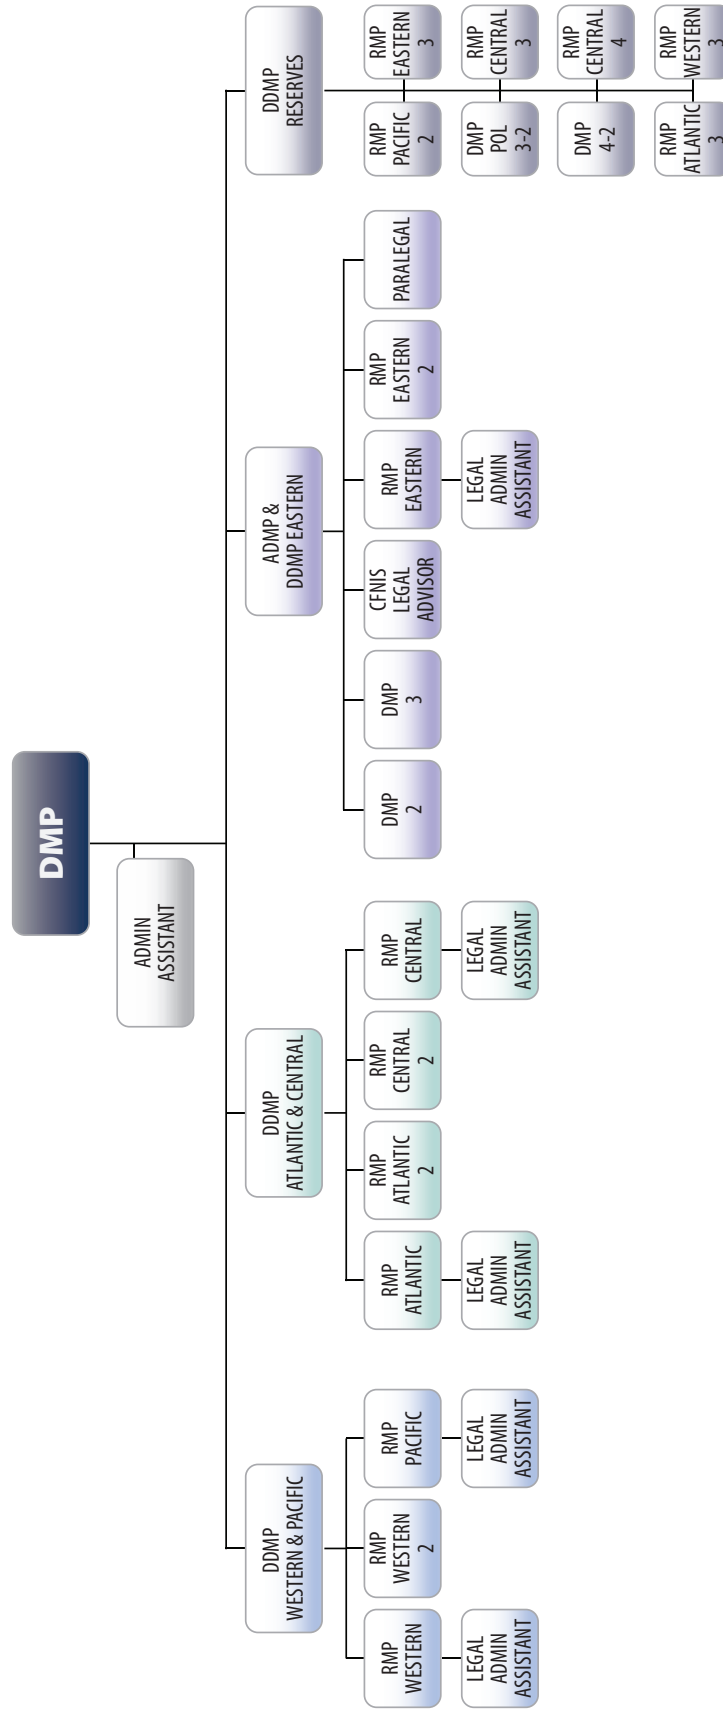 DMP
ADMIN
ASSISTANT
DDMP
WESTERN & PACIFIC
DDMP
ATLANTIC & CENTRAL
ADMP &
DDMP EASTERN
DDMP
RESERVES
RMP
WESTERN
RMP
WESTERN
2
RMP
PACIFIC
LEGAL
ADMIN
ASSISTANT
LEGAL
ADMIN
ASSISTANT
RMP
ATLANTIC
RMP
ATLANTIC
2
RMP
CENTRAL
2
RMP
CENTRAL
LEGAL
ADMIN
ASSISTANT
LEGAL
ADMIN
ASSISTANT
DMP
2
DMP
3
CFNIS
LEGAL
ADVISOR
RMP
EASTERN
RMP
EASTERN
2
PARALEGAL
LEGAL
ADMIN
ASSISTANT
RMP
PACIFIC
2
RMP
EASTERN
3
DMP
POL
3-2
RMP
CENTRAL
3
DMP
4-2
RMP
CENTRAL
4
RMP
ATLANTIC
3
RMP
WESTERN
3